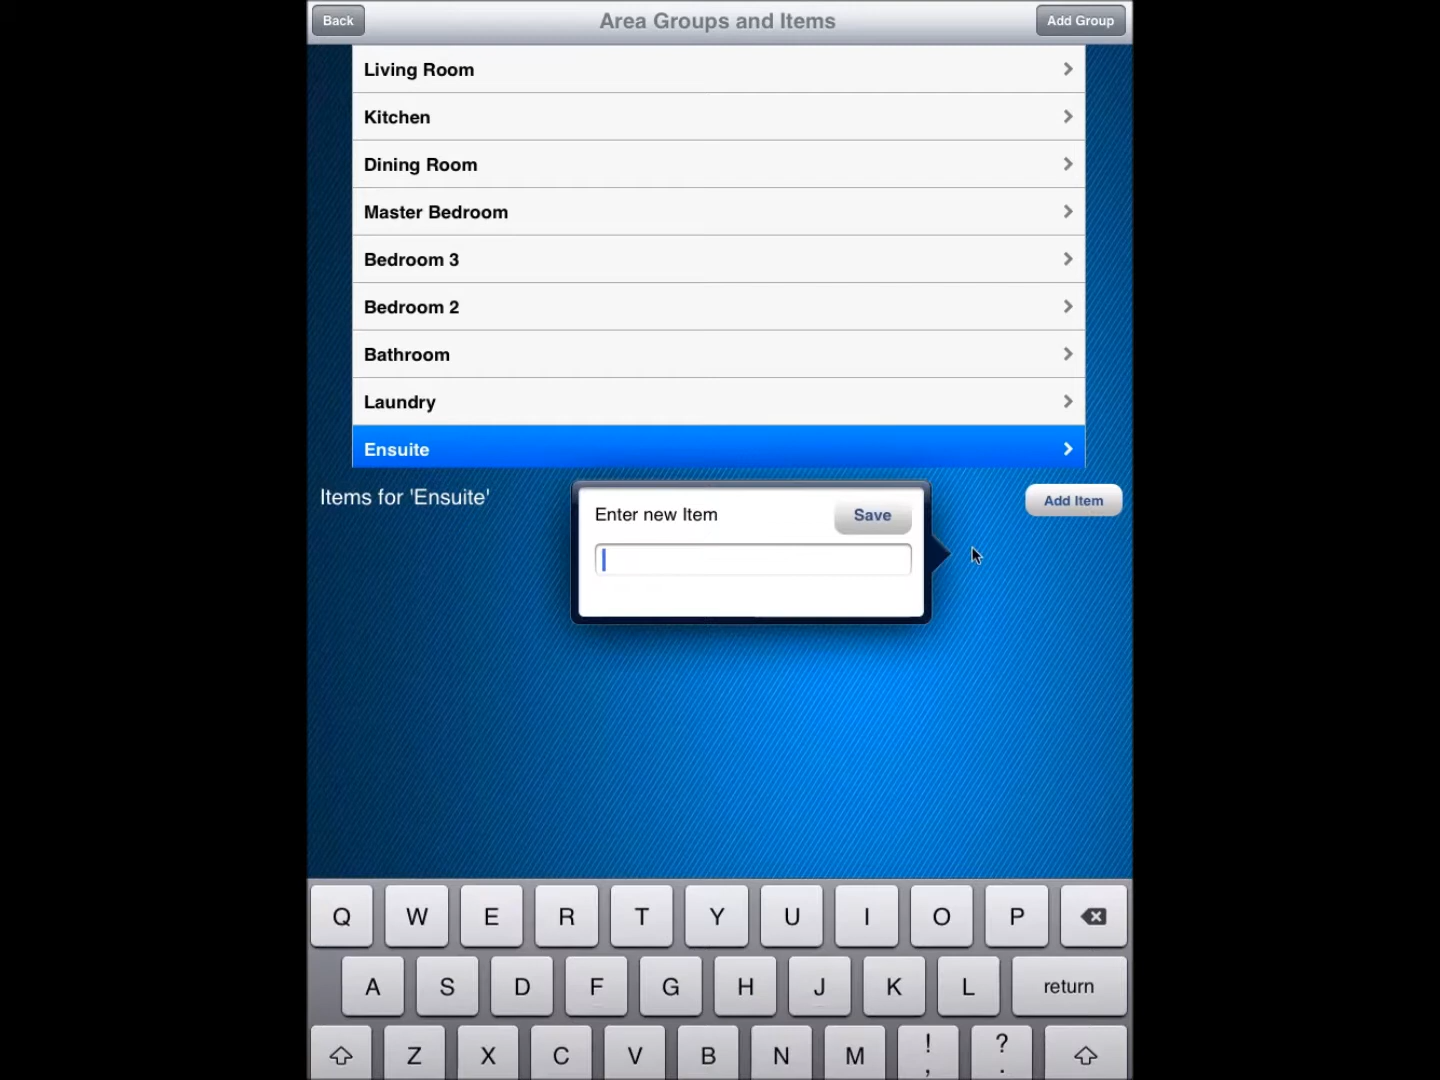 Back
Area Groups and Items
Add Group
Living Room
Kitchen
Dining Room
Master Bedroom
Bedroom 3
Bedroom 2
Bathroom
Laundry
Ensuite
Items for 'Ensuite'
Add Item
Enter new Item
Save
Q W E R T Y U I O P
A S D F G H J K L return
Z X C V B N M ! , ? .